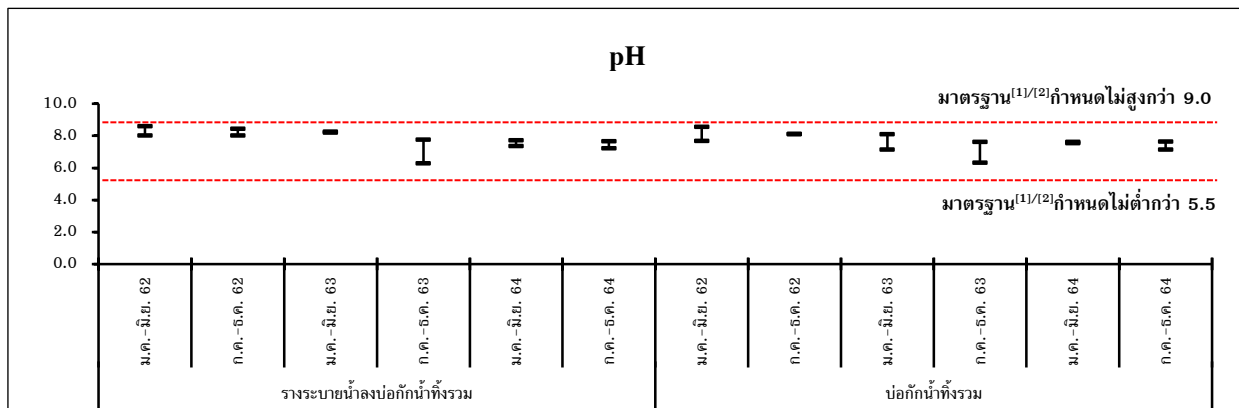 pH
มาตรฐาน[1]/[2]กำหนดไม่สูงกว่า 9.0
10.0
8.0
6.0
4.0
2.0
0.0
มาตรฐาน[1]/[2]กำหนดไม่ต่ำกว่า 5.5
ม.ค.-มิ.ย. 62
ก.ค.-ธ.ค. 62
ม.ค.-มิ.ย. 63
ก.ค.-ธ.ค. 63
ม.ค.-มิ.ย. 64
ก.ค.-ธ.ค. 64
ม.ค.-มิ.ย. 62
ก.ค.-ธ.ค. 62
ม.ค.-มิ.ย. 63
ก.ค.-ธ.ค. 63
ม.ค.-มิ.ย. 64
ก.ค.-ธ.ค. 64
รางระบายน้ำลงบ่อกักน้ำทิ้งรวม
บ่อกักน้ำทิ้งรวม